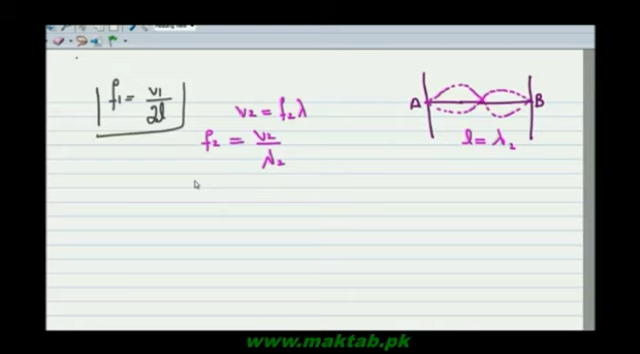 f₁ = v₁/2l
v₂ = f₂λ
f₂ = v₂/λ₂
A B
l = λ₂
www.maktab.pk